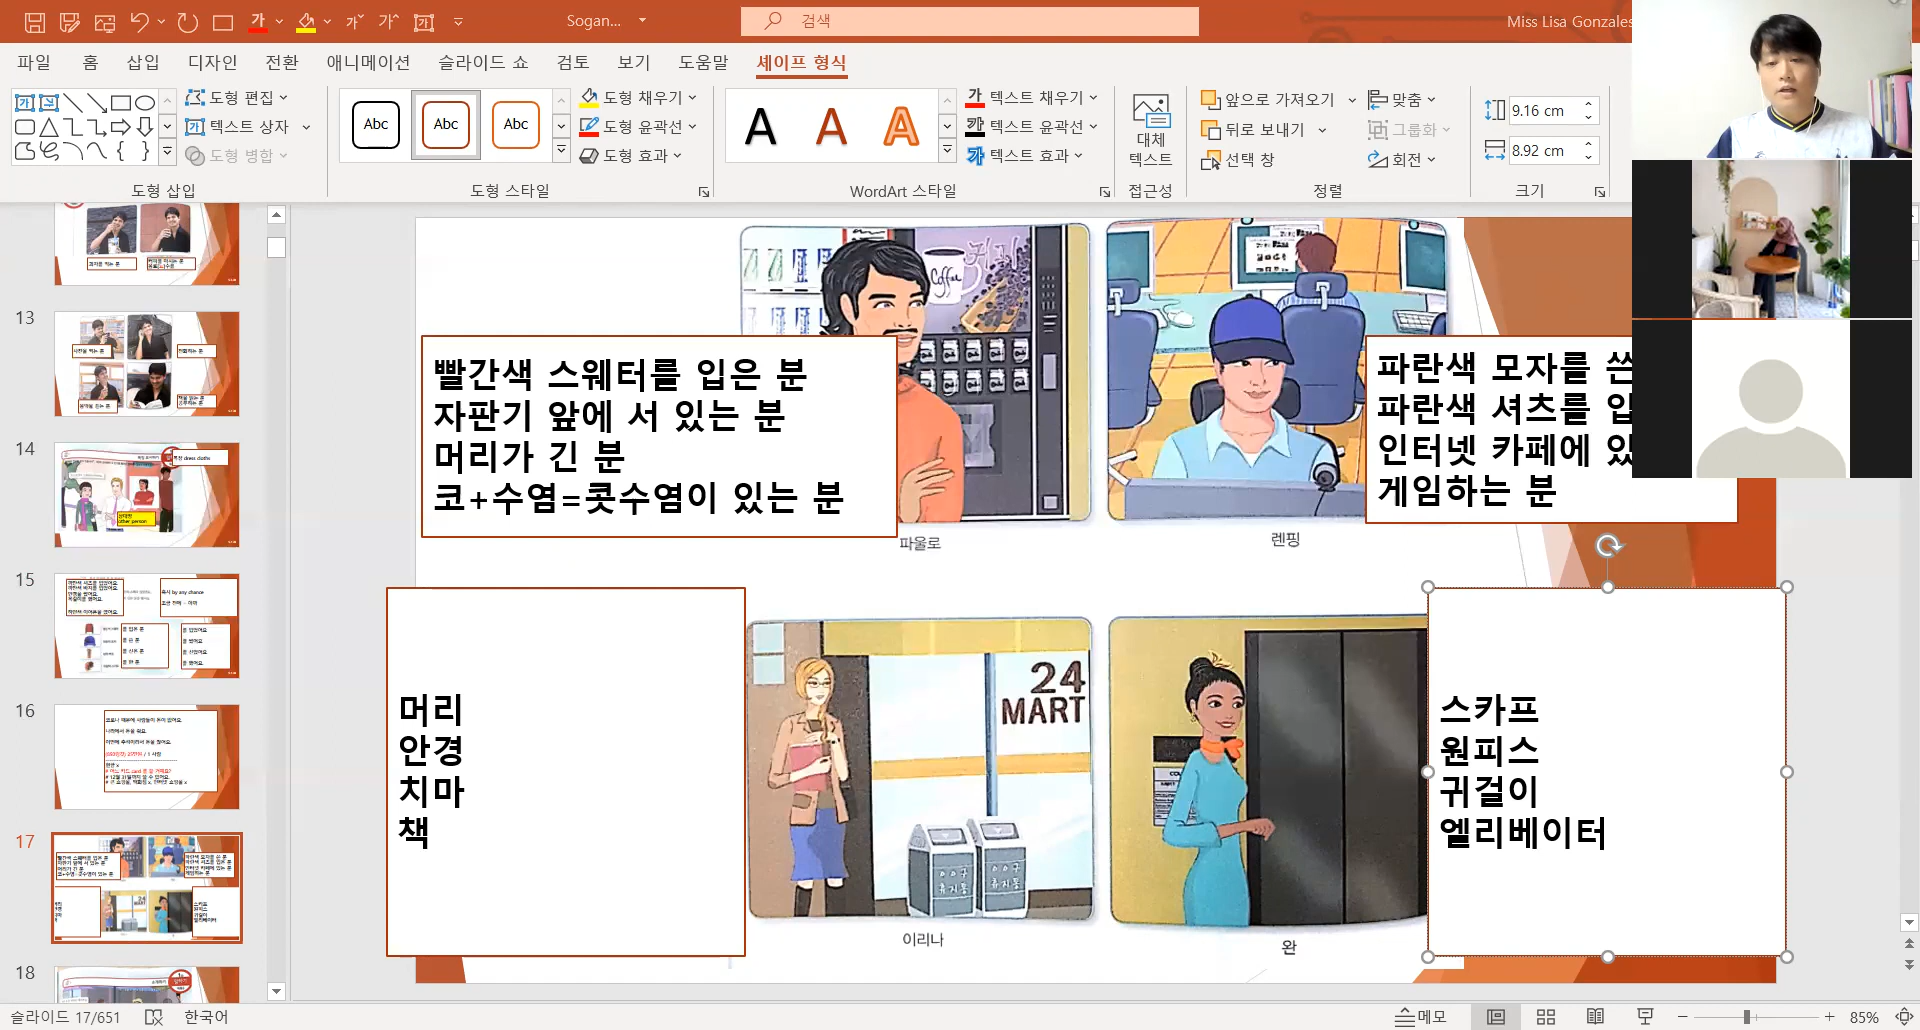 Sogan...
검색
Miss Lisa Gonzales
파일 홈 삽입 디자인 전환 애니메이션 슬라이드 쇼 검토 보기 도움말 셰이프 형식
도형 편집
텍스트 상자
도형 병합
도형 삽입
Abc Abc Abc
도형 채우기
도형 윤곽선
도형 효과
도형 스타일
A A A
텍스트 채우기
텍스트 윤곽선
텍스트 효과
WordArt 스타일
대체
텍스트
접근성
앞으로 가져오기
뒤로 보내기
선택 창
맞춤
그룹화
회전
정렬
9.16 cm
8.92 cm
크기
13
14
15
16
17
18
빨간색 스웨터를 입은 분
자판기 앞에 서 있는 분
머리가 긴 분
코+수염=콧수염이 있는 분
커피
Coffee
파울로
렌핑
파란색 모자를 쓴
파란색 셔츠를 입
인터넷 카페에 있
게임하는 분
머리
안경
치마
책
24
MART
휴지통
휴지통
이리나
완
스카프
원피스
귀걸이
엘리베이터
슬라이드 17/651
한국어
메모
85%